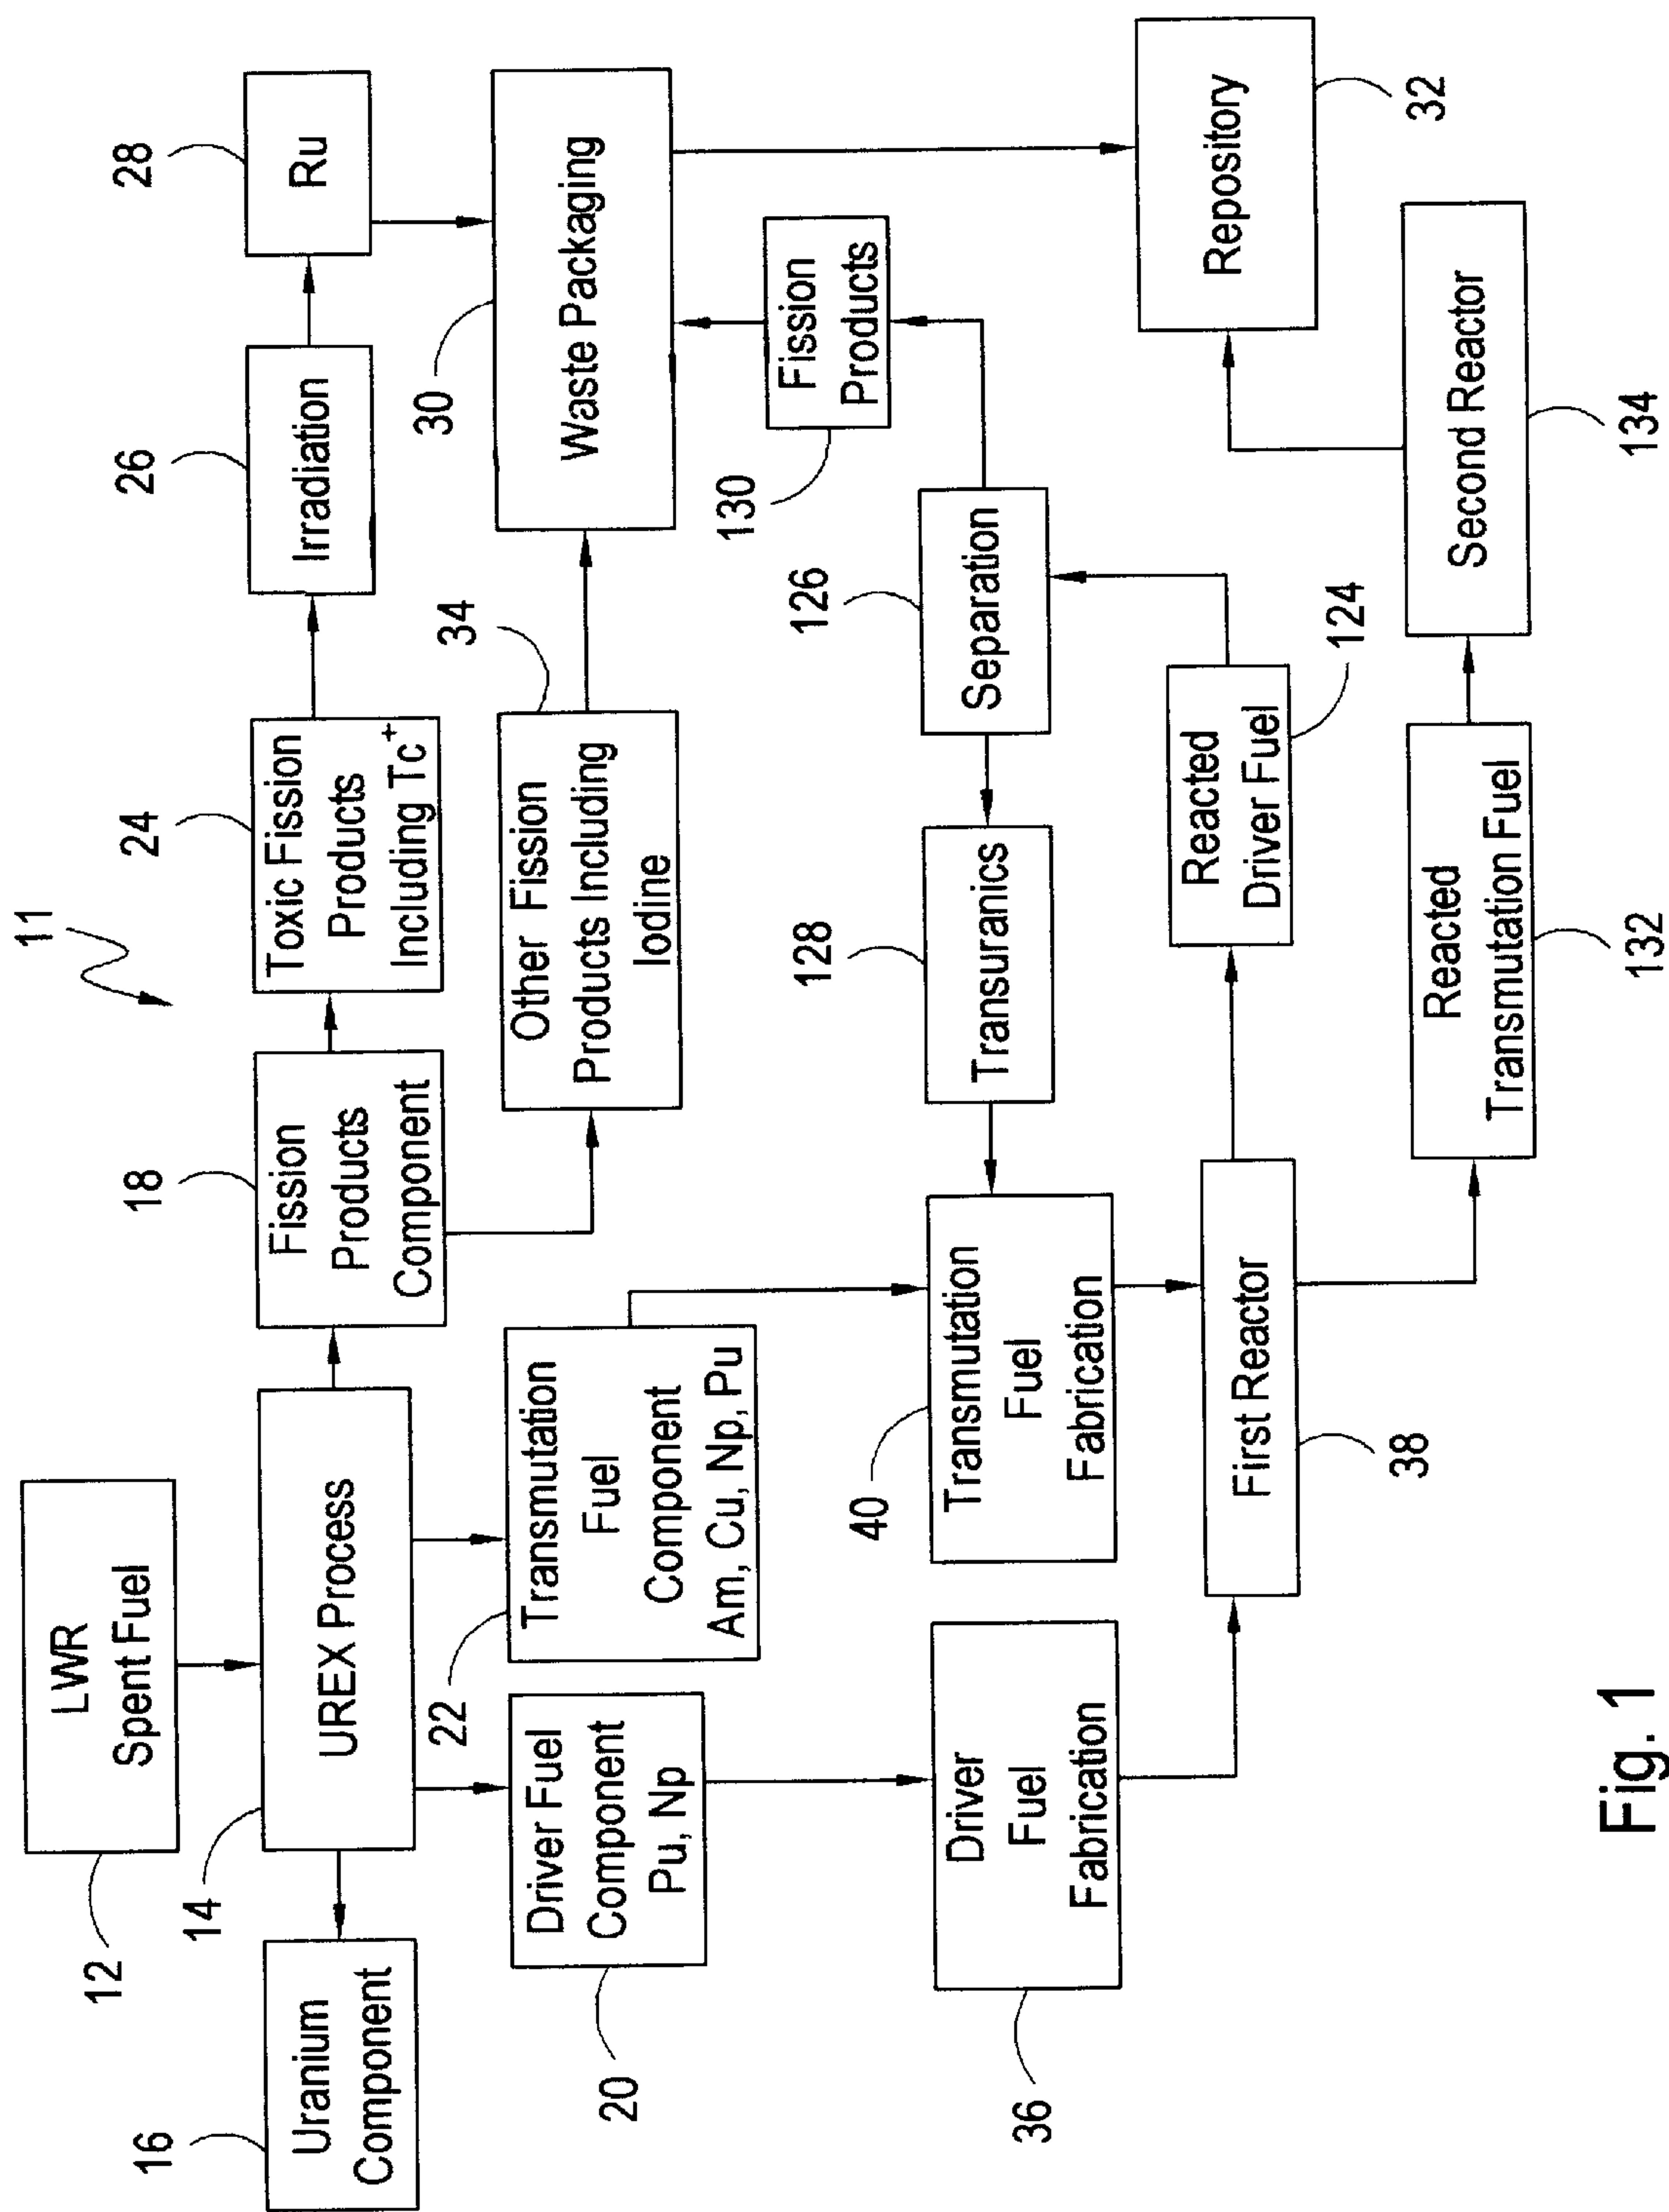 11
12
LWR
Spent Fuel
14
UREX Process
16
Uranium
Component
18
Fission
Products
Component
24
Toxic Fission
Products
Including Tc+
26
Irradiation
28
Ru
20
Driver Fuel
Component
Pu, Np
22
Transmutation
Fuel
Component
Am, Cu, Np, Pu
34
Other Fission
Products Including
Iodine
30
Waste Packaging
130
Fission
Products
36
Driver
Fuel
Fabrication
40
Transmutation
Fuel
Fabrication
128
Transuranics
126
Separation
Repository
32
First Reactor
38
Reacted
Driver Fuel
124
Reacted
Transmutation Fuel
132
Second Reactor
134
Fig. 1